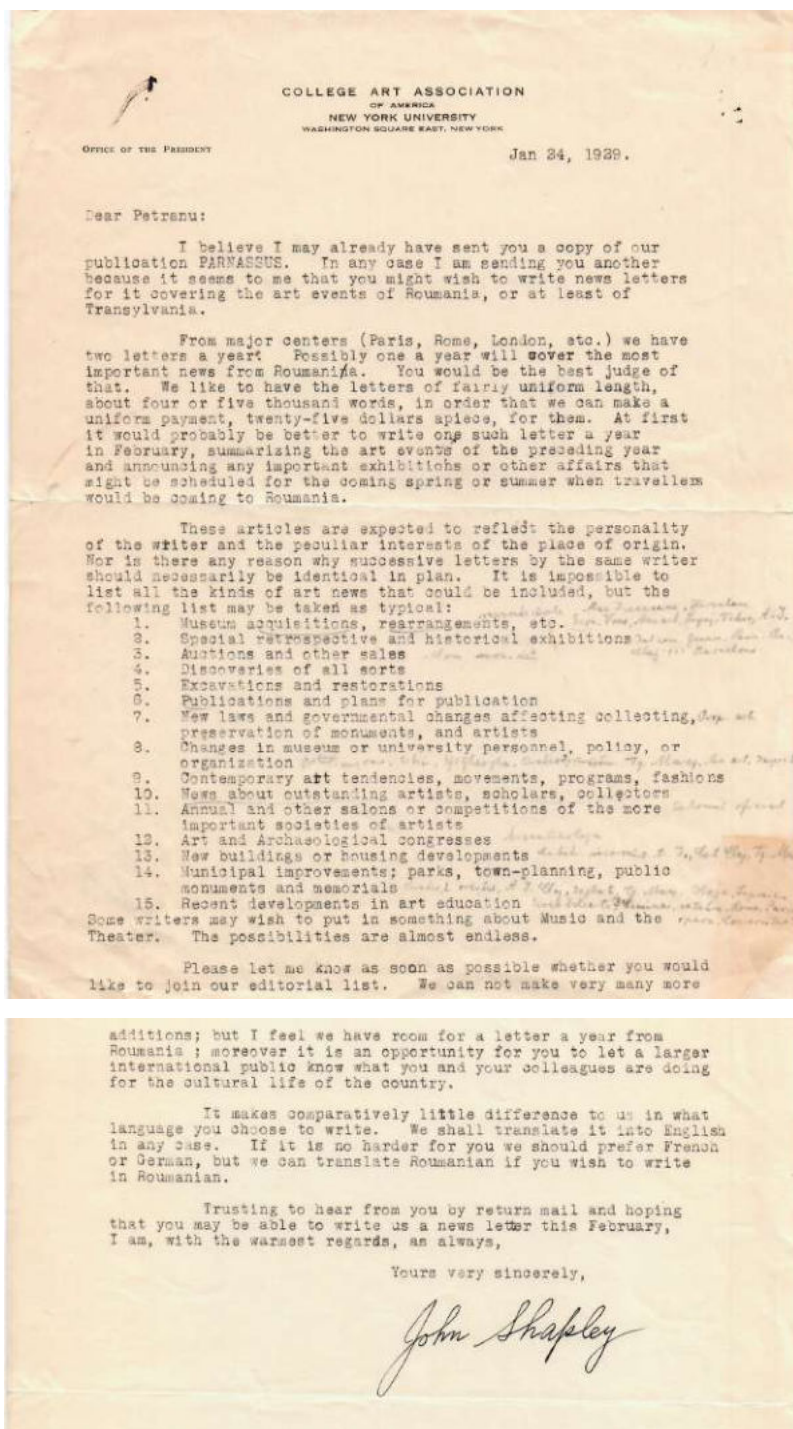 COLLEGE ART ASSOCIATION
OF AMERICA
NEW YORK UNIVERSITY
WASHINGTON SQUARE EAST, NEW YORK
OFFICE OF THE PRESIDENT
Jan 24, 1929.
Dear Petranu:
I believe I may already have sent you a copy of our
publication PARNASSUS. In any case I am sending you another
because it seems to me that you might wish to write news letters
for it covering the art events of Roumania, or at least of
Transylvania.
From major centers (Paris, Rome, London, etc.) we have
two letters a year. Possibly one a year will cover the most
important news from Roumania. You would be the best judge of
that. We like to have the letters of fairly uniform length,
about four or five thousand words, in order that we can make a
uniform payment, twenty-five dollars apiece, for them. At first
it would probably be better to write one such letter a year
in February, summarizing the art events of the preceding year
and announcing any important exhibitions or other affairs that
might be scheduled for the coming spring or summer when travellers
would be coming to Roumania.
These articles are expected to reflect the personality
of the writer and the peculiar interests of the place of origin.
Nor is there any reason why successive letters by the same writer
should necessarily be identical in plan. It is impossible to
list all the kinds of art news that could be included, but the
following list may be taken as typical:
1. Museum acquisitions, rearrangements, etc.
2. Special retrospective and historical exhibitions
3. Auctions and other sales
4. Discoveries of all sorts
5. Excavations and restorations
6. Publications and plans for publication
7. New laws and governmental changes affecting collecting,
preservation of monuments, and artists
8. Changes in museum or university personnel, policy, or
organization
9. Contemporary art tendencies, movements, programs, fashions
10. News about outstanding artists, scholars, collectors
11. Annual and other salons or competitions of the more
important societies of artists
12. Art and Archaeological congresses
13. New buildings or housing developments
14. Municipal improvements; parks, town-planning, public
monuments and memorials
15. Recent developments in art education
Some writers may wish to put in something about Music and the
Theater. The possibilities are almost endless.
Please let me know as soon as possible whether you would
like to join our editorial list. We can not make very many more
additions; but I feel we have room for a letter a year from
Roumania ; moreover it is an opportunity for you to let a larger
international public know what you and your colleagues are doing
for the cultural life of the country.
It makes comparatively little difference to us in what
language you choose to write. We shall translate it into English
in any case. If it is no harder for you we should prefer French
or German, but we can translate Roumanian if you wish to write
in Roumanian.
Trusting to hear from you by return mail and hoping
that you may be able to write us a news letter this February,
I am, with the warmest regards, as always,
Yours very sincerely,
John Shapley